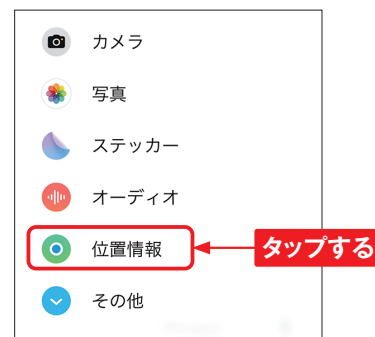 カメラ
写真
ステッカー
オーディオ
位置情報
タップする
その他